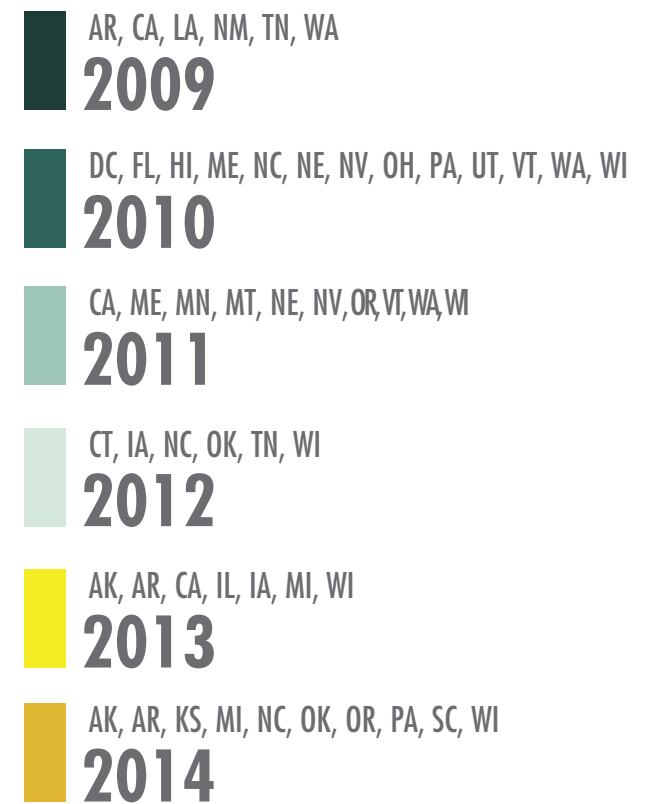 AR, CA, LA, NM, TN, WA
2009
DC, FL, HI, ME, NC, NE, NV, OH, PA, UT, VT, WA, WI
2010
CA, ME, MN, MT, NE, NV,OR,VT,WA,WI
2011
CT, IA, NC, OK, TN, WI
2012
AK, AR, CA, IL, IA, MI, WI
2013
AK, AR, KS, MI, NC, OK, OR, PA, SC, WI
2014